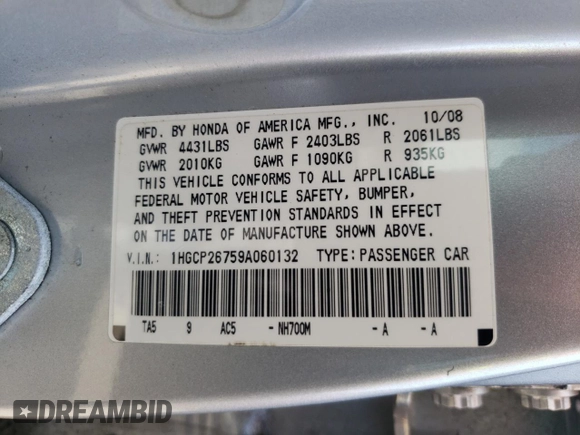 MFD. BY HONDA OF AMERICA MFG., INC. 10/08
GVWR 4431LBS GAWR F 2403LBS R 2061LBS
GVWR 2010KG GAWR F 1090KG R 935KG
THIS VEHICLE CONFORMS TO ALL APPLICABLE
FEDERAL MOTOR VEHICLE SAFETY, BUMPER,
AND THEFT PREVENTION STANDARDS IN EFFECT
ON THE DATE OF MANUFACTURE SHOWN ABOVE.
V.I.N.: 1HGCP26759A060132 TYPE: PASSENGER CAR
TA5 9 AC5 - NH700M - A - A
DREAMBID